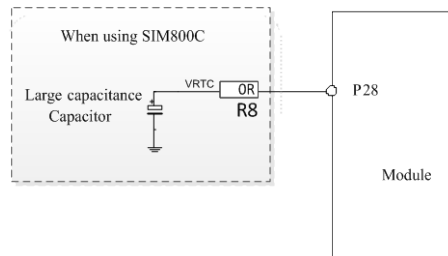 When using SIM800C
Large capacitance
Capacitor
VRTC
0R
R8
P28
Module